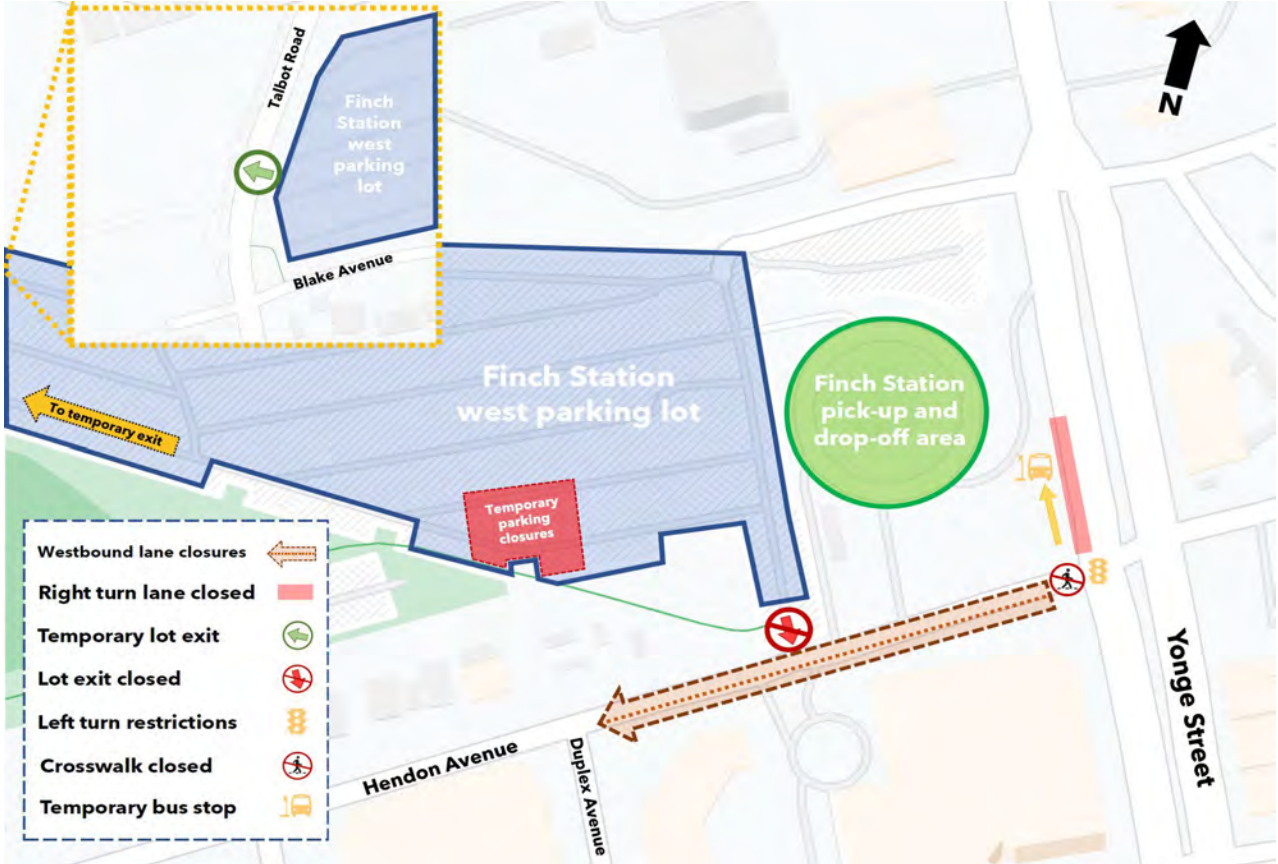 Talbot Road
Finch
Station
west
parking
lot
Blake Avenue
N
Finch Station
west parking lot
Finch Station
pick-up and
drop-off area
To temporary exit
Temporary
parking
closures
Westbound lane closures
Right turn lane closed
Temporary lot exit
Lot exit closed
Left turn restrictions
Crosswalk closed
Temporary bus stop
Hendon Avenue
Duplex Avenue
Yonge Street